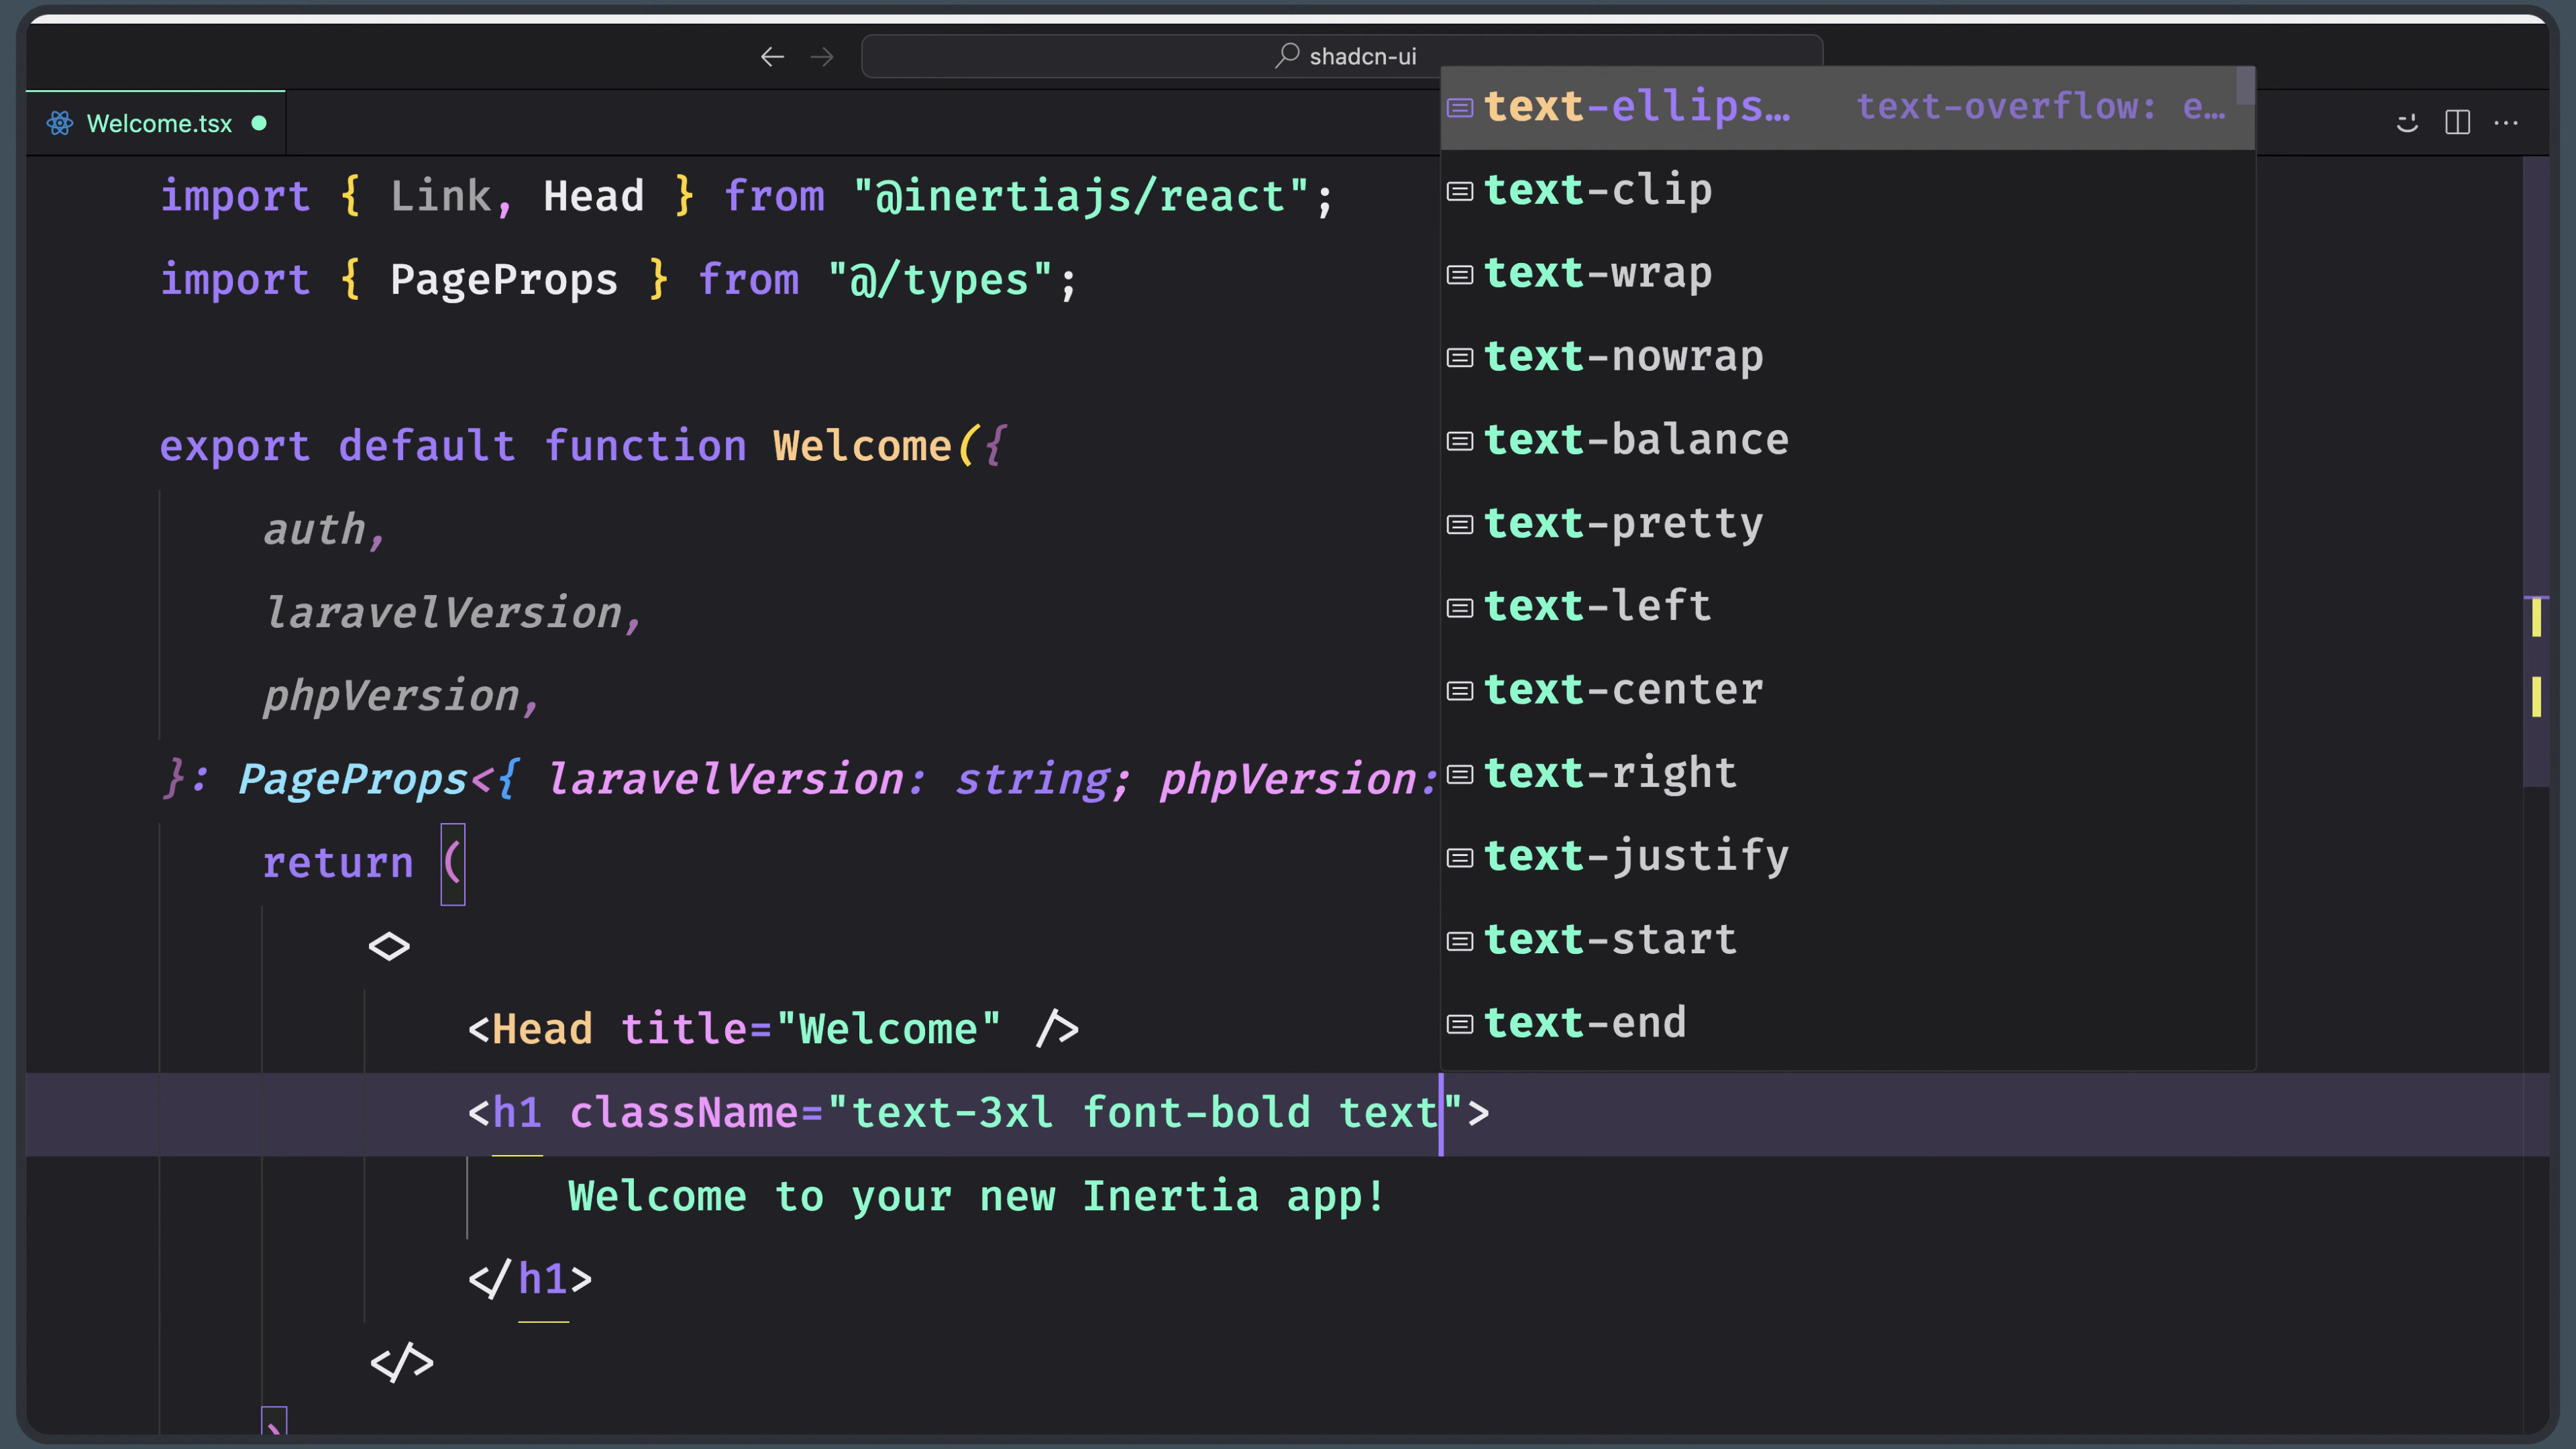 shadcn-ui
Welcome.tsx
import { Link, Head } from "@inertiajs/react";
import { PageProps } from "@/types";
export default function Welcome({
auth,
laravelVersion,
phpVersion,
}: PageProps<{ laravelVersion: string; phpVersion:
return (
<>
<Head title="Welcome" />
<h1 className="text-3xl font-bold text">
Welcome to your new Inertia app!
</h1>
</>
)
text-ellips… text-overflow: e…
text-clip
text-wrap
text-nowrap
text-balance
text-pretty
text-left
text-center
text-right
text-justify
text-start
text-end